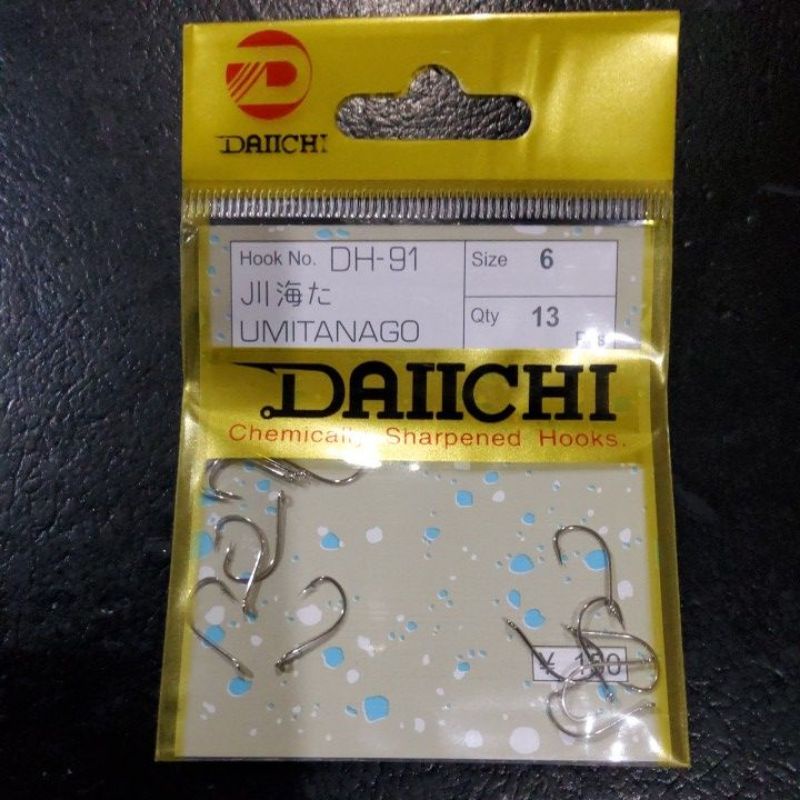 DAIICHI
Hook No. DH-91
川海た
UMITANAGO
Size 6
Qty 13
DAIICHI
Chemically Sharpened Hooks.